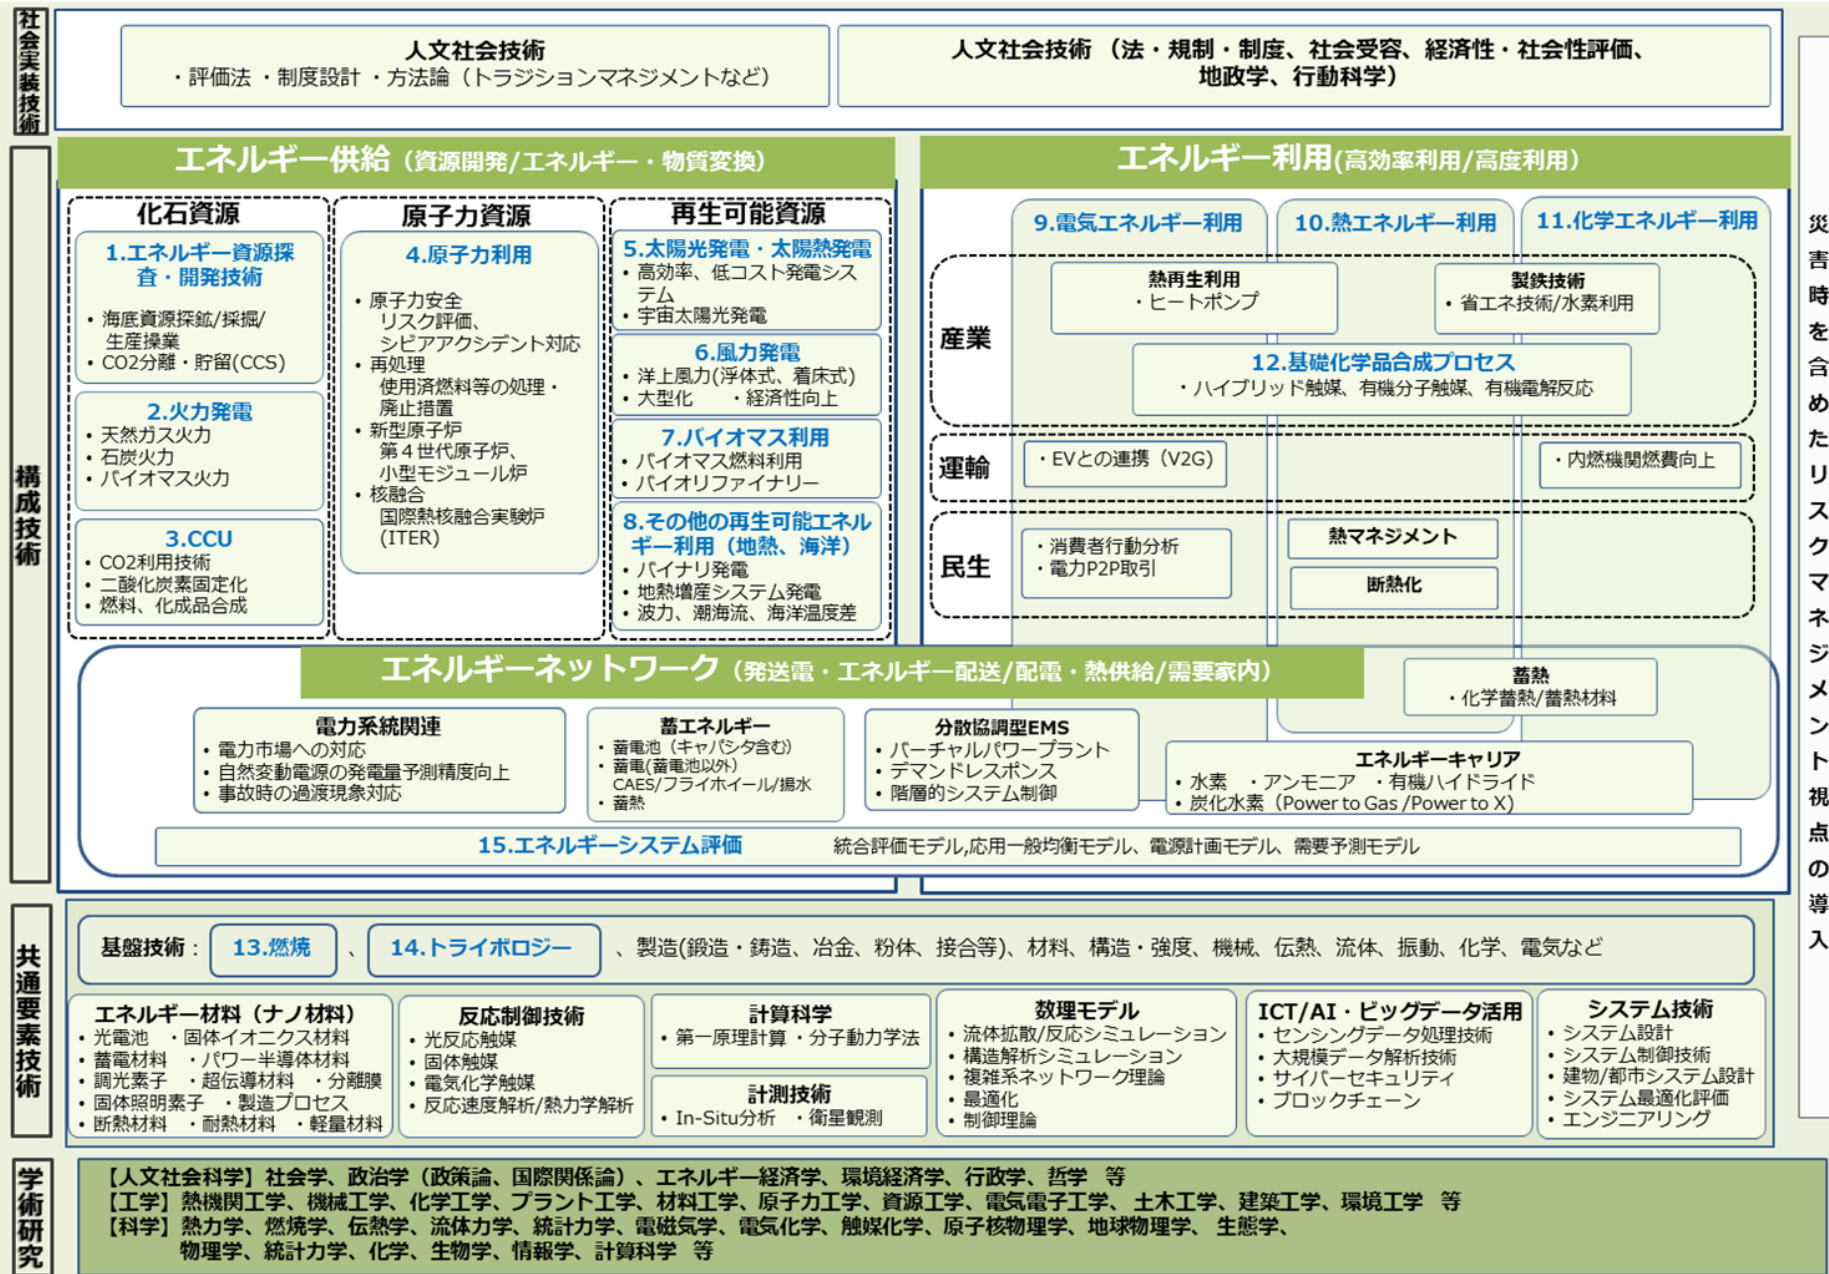 社会実装技術
人文社会技術
・評価法 ・制度設計 ・方法論（トラジションマネジメントなど）
人文社会技術 （法・規制・制度、社会受容、経済性・社会性評価、
地政学、行動科学）
構成技術
エネルギー供給（資源開発/エネルギー・物質変換）
化石資源
1.エネルギー資源探
査・開発技術
・海底資源探鉱/採掘/
生産操業
・CO2分離・貯留(CCS)
2.火力発電
・天然ガス火力
・石炭火力
・バイオマス火力
3.CCU
・CO2利用技術
・二酸化炭素固定化
・燃料、化成品合成
原子力資源
4.原子力利用
・原子力安全
リスク評価、
シビアアクシデント対応
・再処理
使用済燃料等の処理・
廃止措置
・新型原子炉
第４世代原子炉、
小型モジュール炉
・核融合
国際熱核融合実験炉
(ITER)
再生可能資源
5.太陽光発電・太陽熱発電
・高効率、低コスト発電シス
テム
・宇宙太陽光発電
6.風力発電
・洋上風力(浮体式、着床式)
・大型化 ・経済性向上
7.バイオマス利用
・バイオマス燃料利用
・バイオリファイナリー
8.その他の再生可能エネル
ギー利用（地熱、海洋）
・バイナリ発電
・地熱増産システム発電
・波力、潮海流、海洋温度差
エネルギー利用(高効率利用/高度利用）
9.電気エネルギー利用
10.熱エネルギー利用
11.化学エネルギー利用
産業
熱再生利用
・ヒートポンプ
製鉄技術
・省エネ技術/水素利用
12.基礎化学品合成プロセス
・ハイブリッド触媒、有機分子触媒、有機電解反応
運輸
・EVとの連携（V2G)
・内燃機関燃費向上
民生
・消費者行動分析
・電力P2P取引
熱マネジメント
断熱化
エネルギーネットワーク（発送電・エネルギー配送/配電・熱供給/需要家内）
蓄熱
・化学蓄熱/蓄熱材料
電力系統関連
・電力市場への対応
・自然変動電源の発電量予測精度向上
・事故時の過渡現象対応
蓄エネルギー
・蓄電池（キャパシタ含む）
・蓄電(蓄電池以外）
CAES/フライホイール/揚水
・蓄熱
分散協調型EMS
・バーチャルパワープラント
・デマンドレスポンス
・階層的システム制御
エネルギーキャリア
・水素 ・アンモニア ・有機ハイドライド
・炭化水素（Power to Gas /Power to X)
15.エネルギーシステム評価 統合評価モデル,応用一般均衡モデル、電源計画モデル、需要予測モデル
共通要素技術
基盤技術： 13.燃焼 、 14.トライボロジー 、製造(鍛造・鋳造、冶金、粉体、接合等)、材料、構造・強度、機械、伝熱、流体、振動、化学、電気など
エネルギー材料（ナノ材料）
・光電池 ・固体イオニクス材料
・蓄電材料 ・パワー半導体材料
・調光素子 ・超伝導材料 ・分離膜
・固体照明素子 ・製造プロセス
・断熱材料 ・耐熱材料 ・軽量材料
反応制御技術
・光反応触媒
・固体触媒
・電気化学触媒
・反応速度解析/熱力学解析
計算科学
・第一原理計算 ・分子動力学法
計測技術
・In-Situ分析 ・衛星観測
数理モデル
・流体拡散/反応シミュレーション
・構造解析シミュレーション
・複雑系ネットワーク理論
・最適化
・制御理論
ICT/AI・ビッグデータ活用
・センシングデータ処理技術
・大規模データ解析技術
・サイバーセキュリティ
・ブロックチェーン
システム技術
・システム設計
・システム制御技術
・建物/都市システム設計
・システム最適化評価
・エンジニアリング
学術研究
【人文社会科学】社会学、政治学（政策論、国際関係論）、エネルギー経済学、環境経済学、行政学、哲学 等
【工学】熱機関工学、機械工学、化学工学、プラント工学、材料工学、原子力工学、資源工学、電気電子工学、土木工学、建築工学、環境工学 等
【科学】熱力学、燃焼学、伝熱学、流体力学、統計力学、電磁気学、電気化学、触媒化学、原子核物理学、地球物理学、生態学、
物理学、統計力学、化学、生物学、情報学、計算科学 等
災害時を含めたリスクマネジメント視点の導入